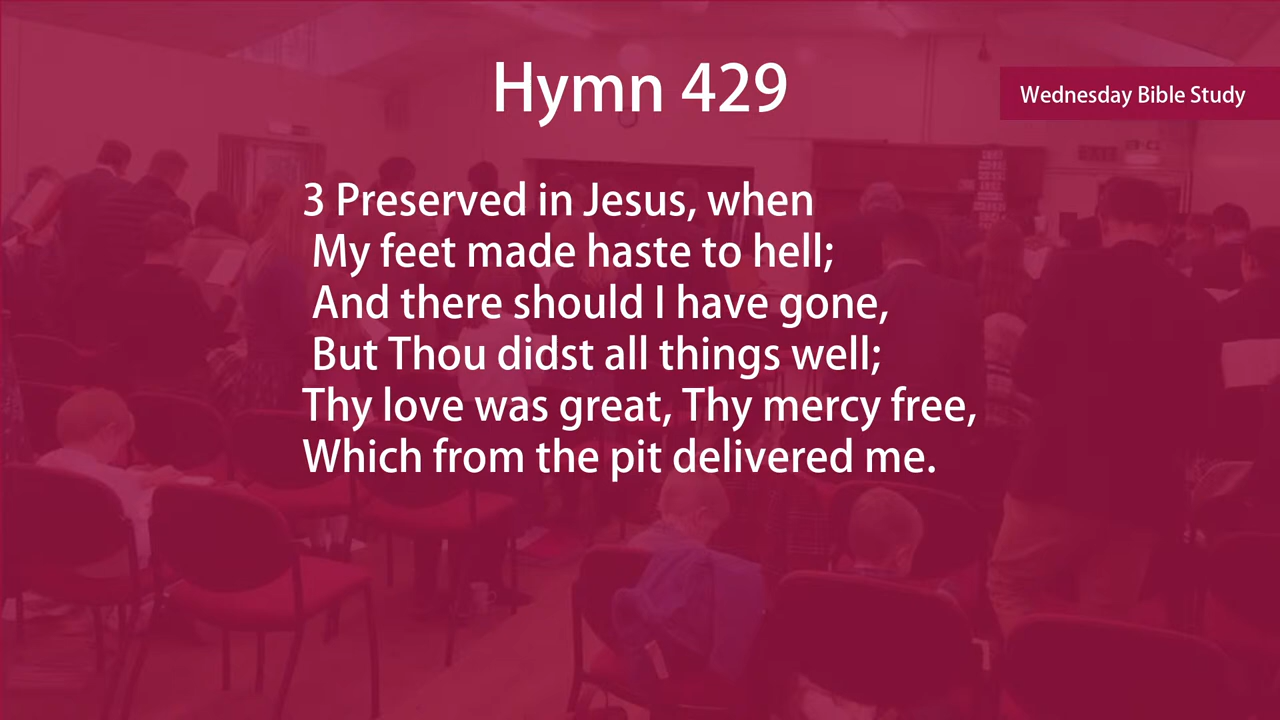 Hymn 429
Wednesday Bible Study
3 Preserved in Jesus, when
My feet made haste to hell;
And there should I have gone,
But Thou didst all things well;
Thy love was great, Thy mercy free,
Which from the pit delivered me.